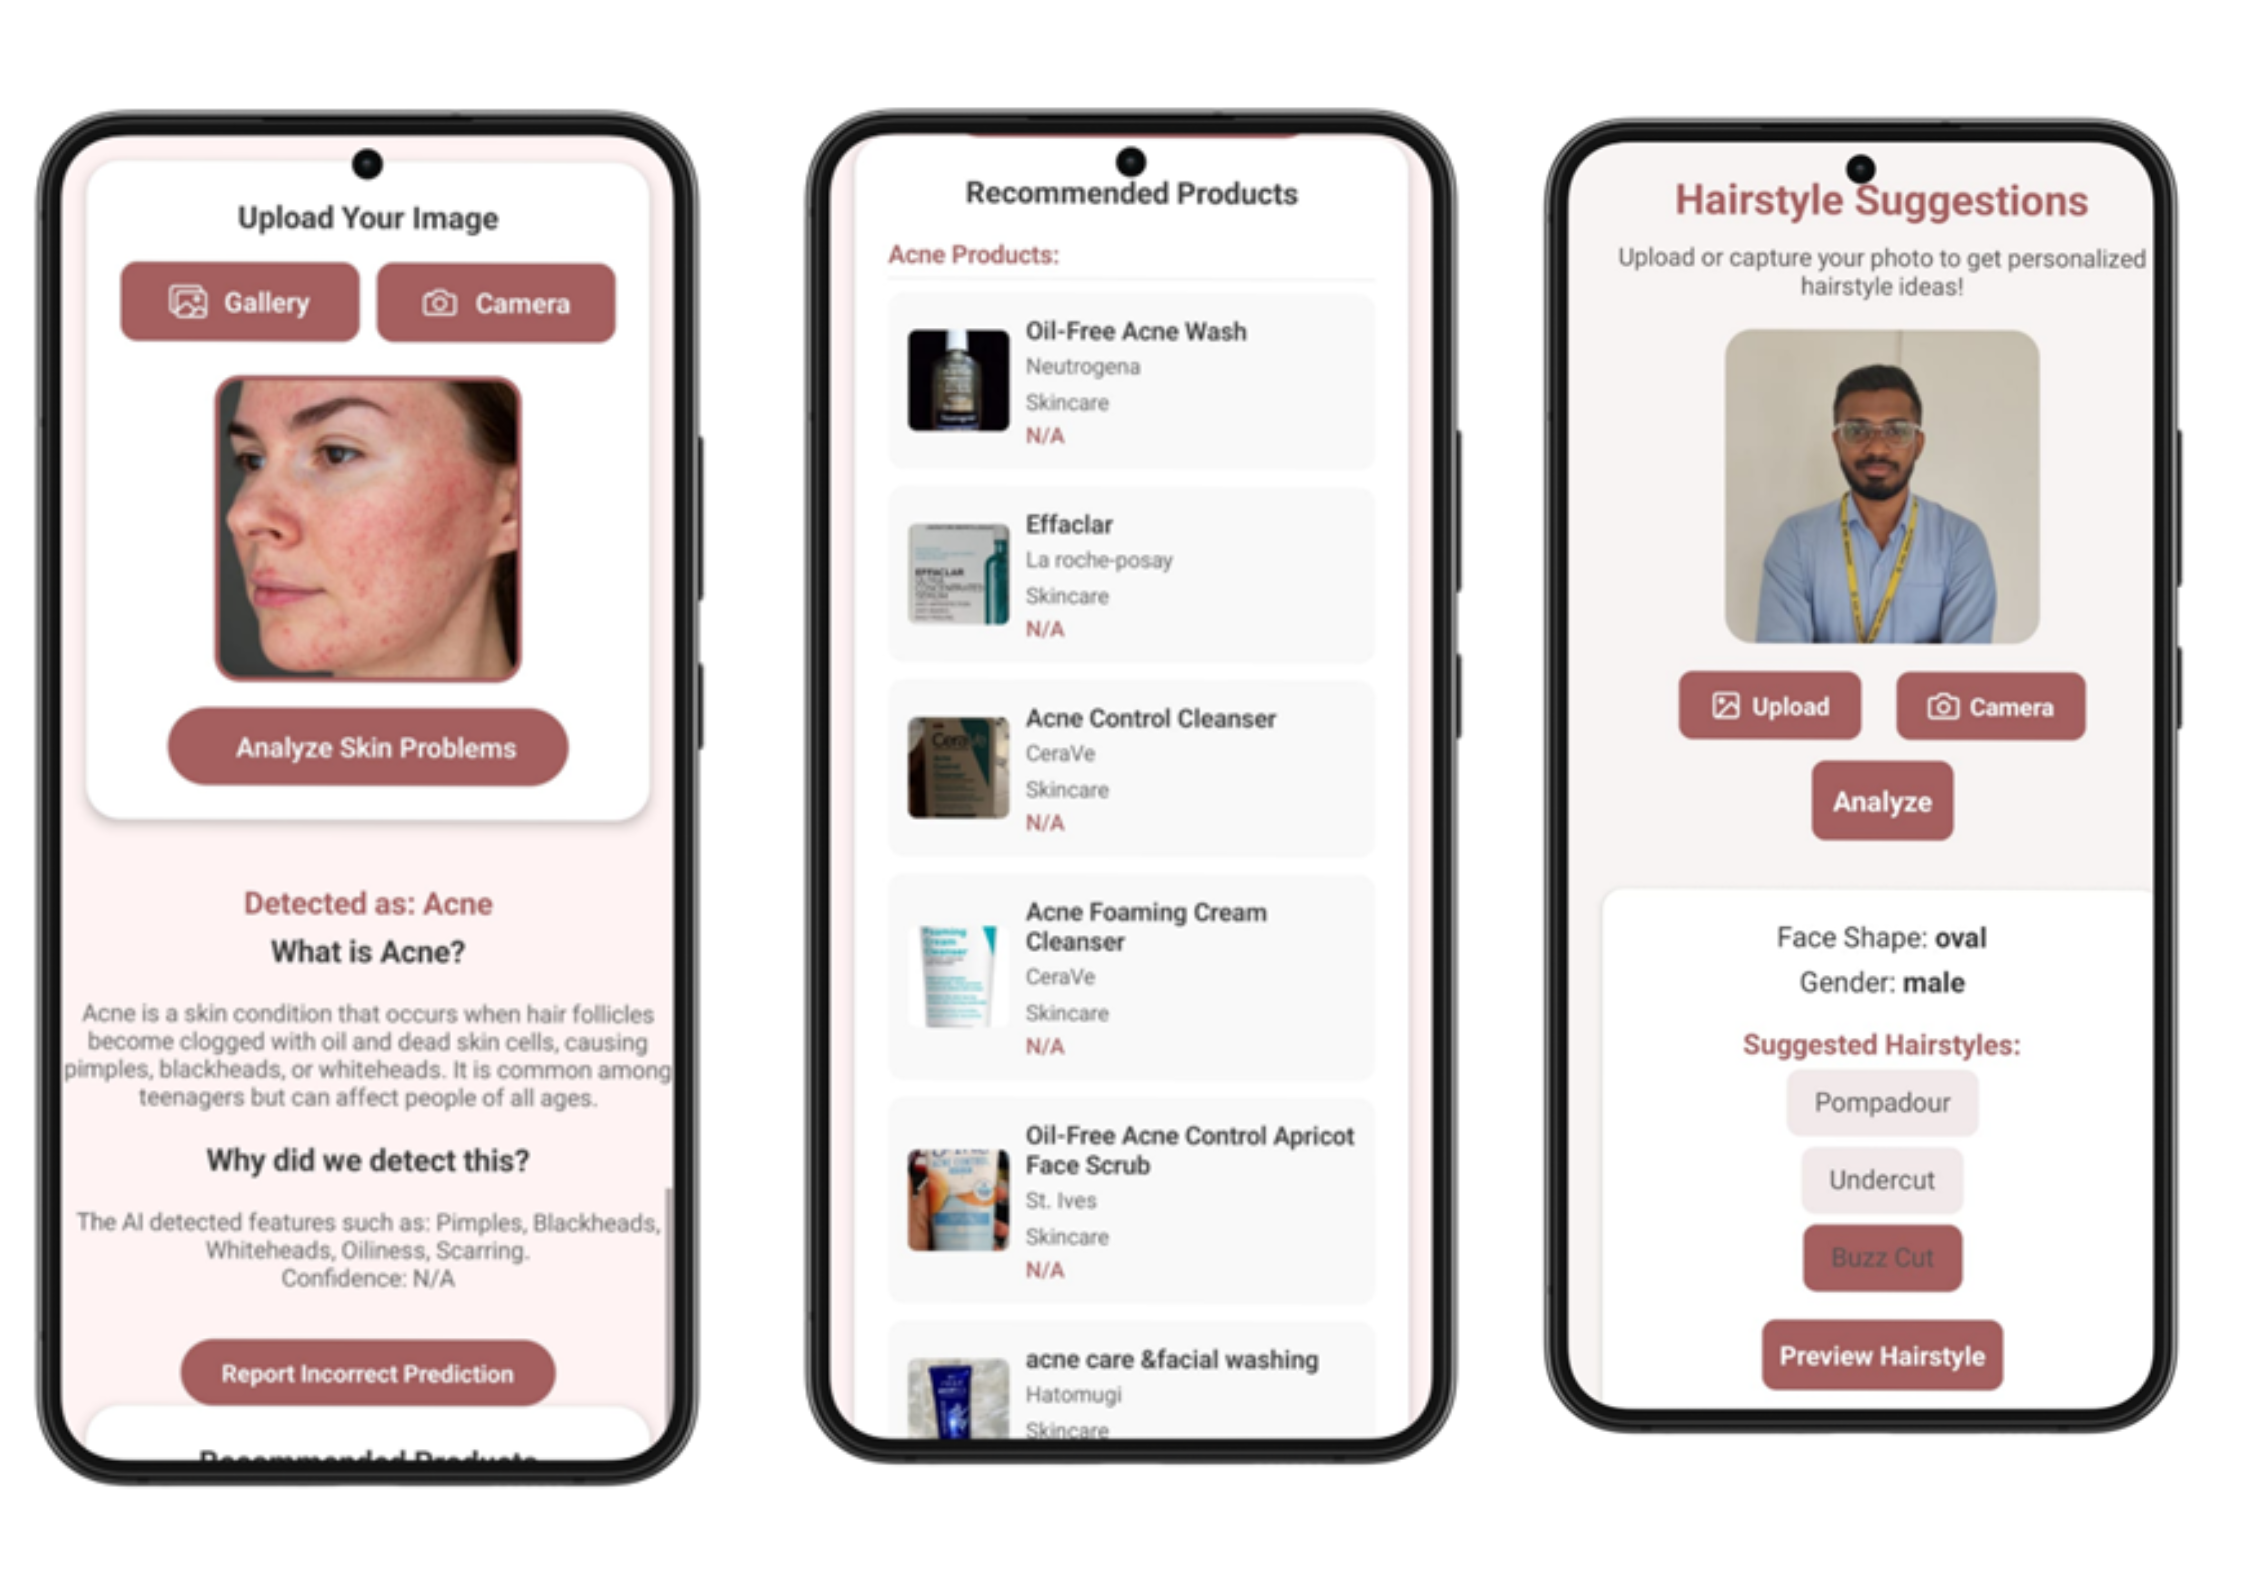 Upload Your Image
Gallery
Camera
Analyze Skin Problems
Detected as: Acne
What is Acne?
Acne is a skin condition that occurs when hair follicles
become clogged with oil and dead skin cells, causing
pimples, blackheads, or whiteheads. It is common among
teenagers but can affect people of all ages.
Why did we detect this?
The AI detected features such as: Pimples, Blackheads,
Whiteheads, Oiliness, Scarring.
Confidence: N/A
Report Incorrect Prediction
Recommended Products
Recommended Products
Acne Products:
Oil-Free Acne Wash
Neutrogena
Skincare
N/A
EFFACLAR
Effaclar
La roche-posay
Skincare
N/A
CeraVe
Acne Control Cleanser
CeraVe
Skincare
N/A
Foaming
Cream
Cleanser
Acne Foaming Cream
Cleanser
CeraVe
Skincare
N/A
Oil-Free Acne Control Apricot
Face Scrub
St. Ives
Skincare
N/A
acne care &facial washing
Hatomugi
Skincare
Hairstyle Suggestions
Upload or capture your photo to get personalized
hairstyle ideas!
Upload
Camera
Analyze
Face Shape: oval
Gender: male
Suggested Hairstyles:
Pompadour
Undercut
Buzz Cut
Preview Hairstyle